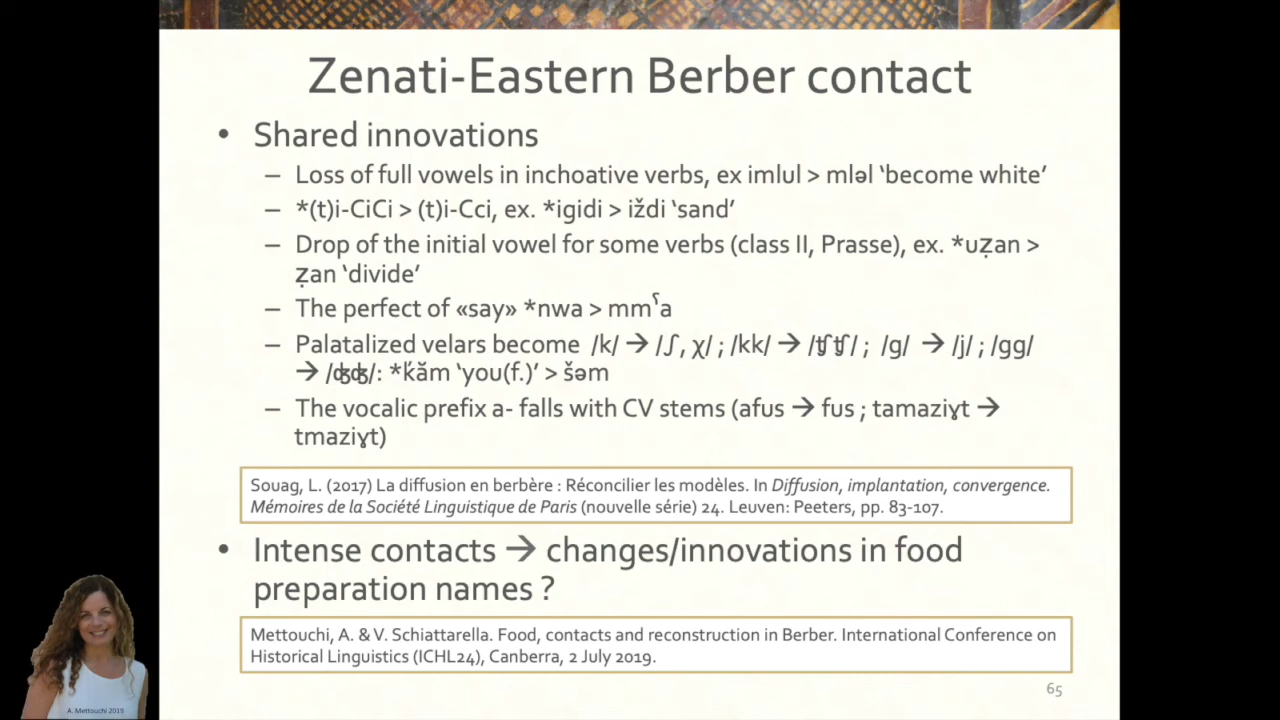 Zenati-Eastern Berber contact
• Shared innovations
– Loss of full vowels in inchoative verbs, ex imlul > mləl ‘become white’
– *(t)i-CiCi > (t)i-Cci, ex. *igidi > iždi ‘sand’
– Drop of the initial vowel for some verbs (class II, Prasse), ex. *uẓan >
ẓan ‘divide’
– The perfect of «say» *nwa > mmˤa
– Palatalized velars become /k/ → /ʃ, χ/ ; /kk/ → /ʧʧ/ ; /g/ → /j/ ; /gg/
→ /ʤʤ/: *ḱăm ‘you(f.)’ > šəm
– The vocalic prefix a- falls with CV stems (afus → fus ; tamaziɣt →
tmaziɣt)
Souag, L. (2017) La diffusion en berbère : Réconcilier les modèles. In Diffusion, implantation, convergence.
Mémoires de la Société Linguistique de Paris (nouvelle série) 24. Leuven: Peeters, pp. 83-107.
• Intense contacts → changes/innovations in food
preparation names ?
Mettouchi, A. & V. Schiattarella. Food, contacts and reconstruction in Berber. International Conference on
Historical Linguistics (ICHL24), Canberra, 2 July 2019.
65
A. Mettouchi 2019